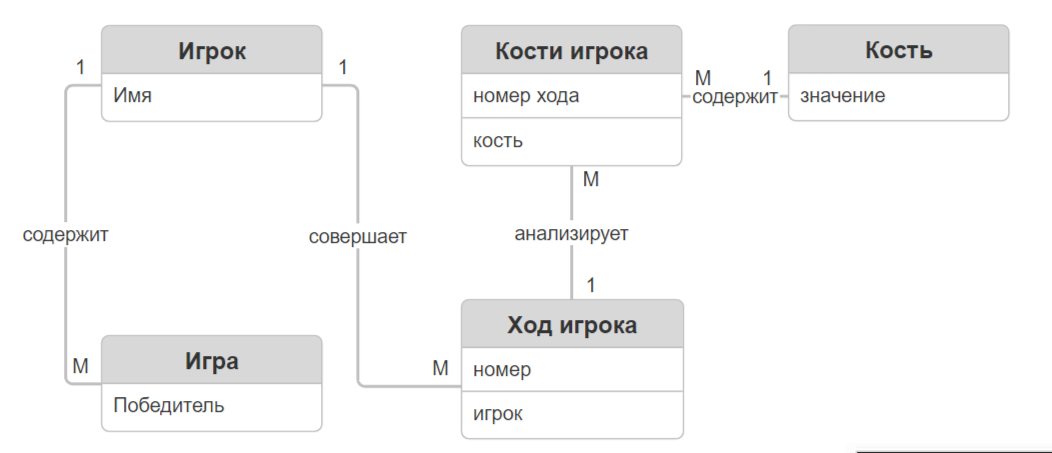 Игрок
Имя
1
1
содержит
совершает
M
Игра
Победитель
M
Кости игрока
номер хода
кость
M
1
содержит
Кость
значение
M
анализирует
1
Ход игрока
номер
игрок